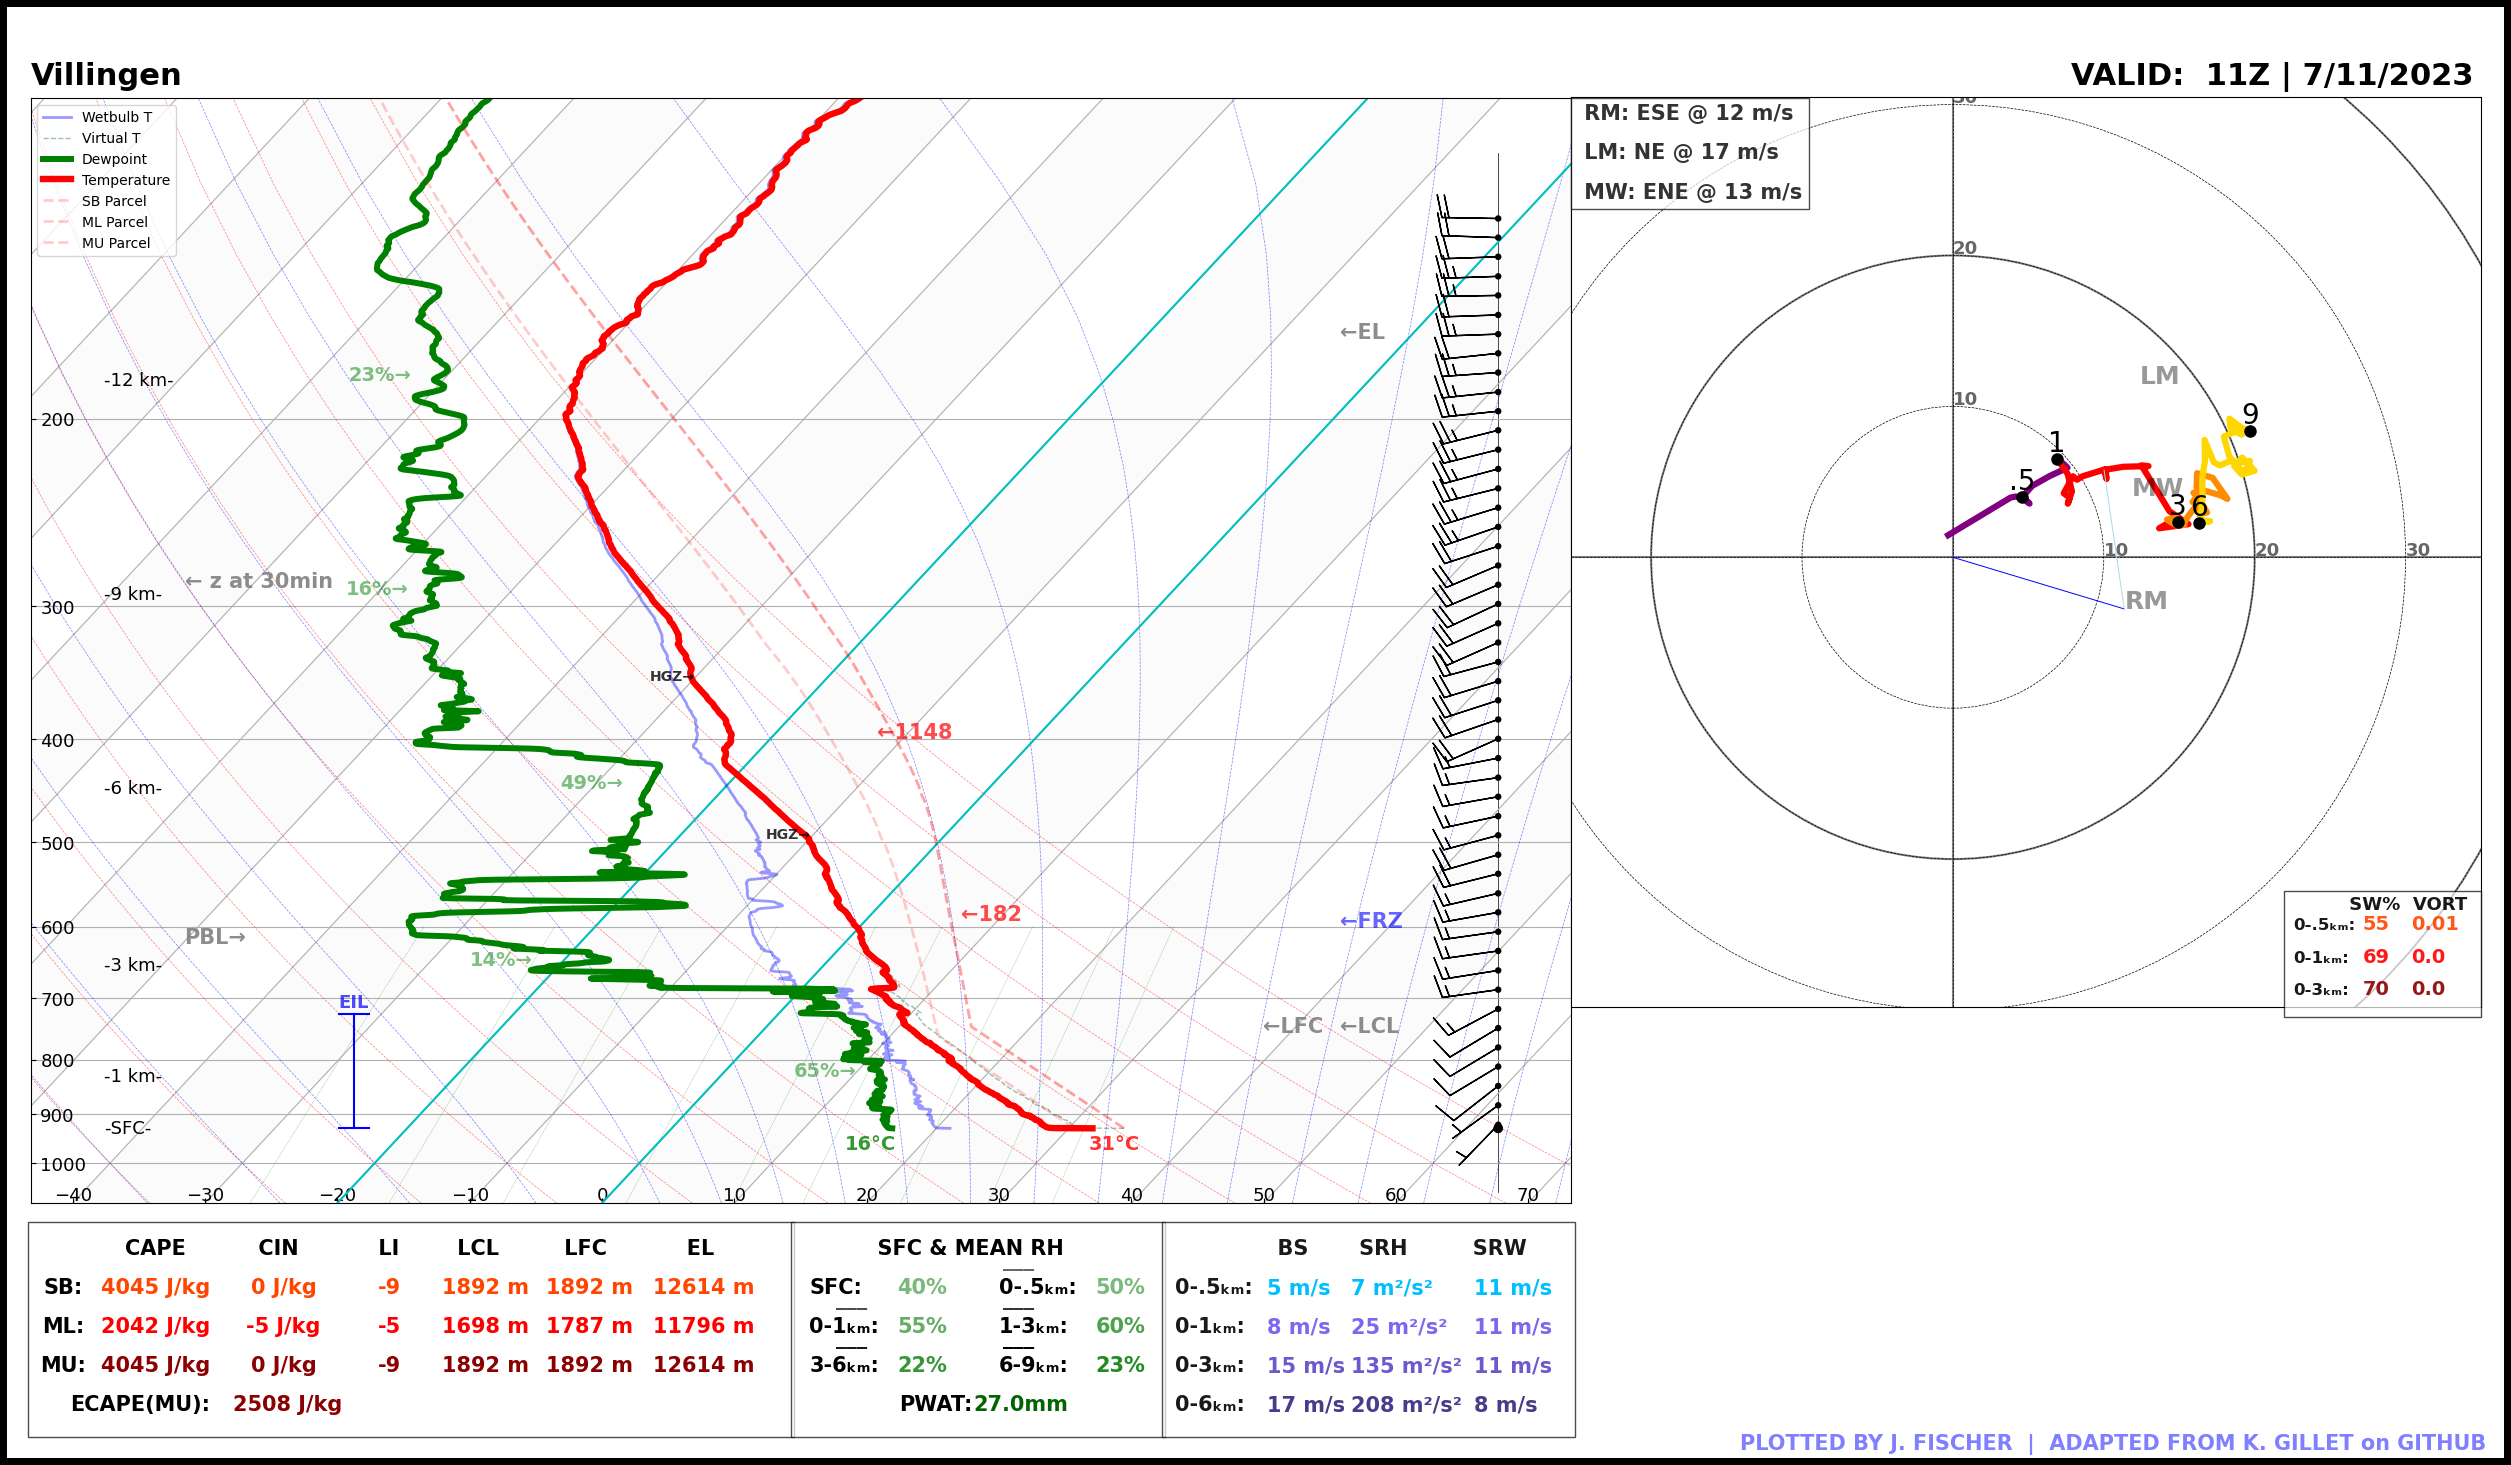 Villingen
VALID: 11Z | 7/11/2023
Wetbulb T
Virtual T
Dewpoint
Temperature
SB Parcel
ML Parcel
MU Parcel
RM: ESE @ 12 m/s
LM: NE @ 17 m/s
MW: ENE @ 13 m/s
20
10
10
20
30
LM
MW
RM
.5
1
3
6
9
←EL
23%→
-12 km-
200
← z at 30min
16%→
-9 km-
300
HGZ→
←1148
400
49%→
-6 km-
HGZ→
500
←182
←FRZ
600
PBL→
14%→
-3 km-
EIL
700
←LFC
←LCL
800
65%→
-1 km-
900
-SFC-
16°C
31°C
1000
−40
−30
−20
−10
0
10
20
30
40
50
60
70
SW% VORT
0-.5km: 55 0.01
0-1km: 69 0.0
0-3km: 70 0.0
CAPE CIN LI LCL LFC EL
SB: 4045 J/kg 0 J/kg -9 1892 m 1892 m 12614 m
ML: 2042 J/kg -5 J/kg -5 1698 m 1787 m 11796 m
MU: 4045 J/kg 0 J/kg -9 1892 m 1892 m 12614 m
ECAPE(MU): 2508 J/kg
SFC & MEAN RH
SFC: 40% 0-.5km: 50%
0-1km: 55% 1-3km: 60%
3-6km: 22% 6-9km: 23%
PWAT: 27.0mm
BS SRH SRW
0-.5km: 5 m/s 7 m²/s² 11 m/s
0-1km: 8 m/s 25 m²/s² 11 m/s
0-3km: 15 m/s 135 m²/s² 11 m/s
0-6km: 17 m/s 208 m²/s² 8 m/s
PLOTTED BY J. FISCHER | ADAPTED FROM K. GILLET on GITHUB